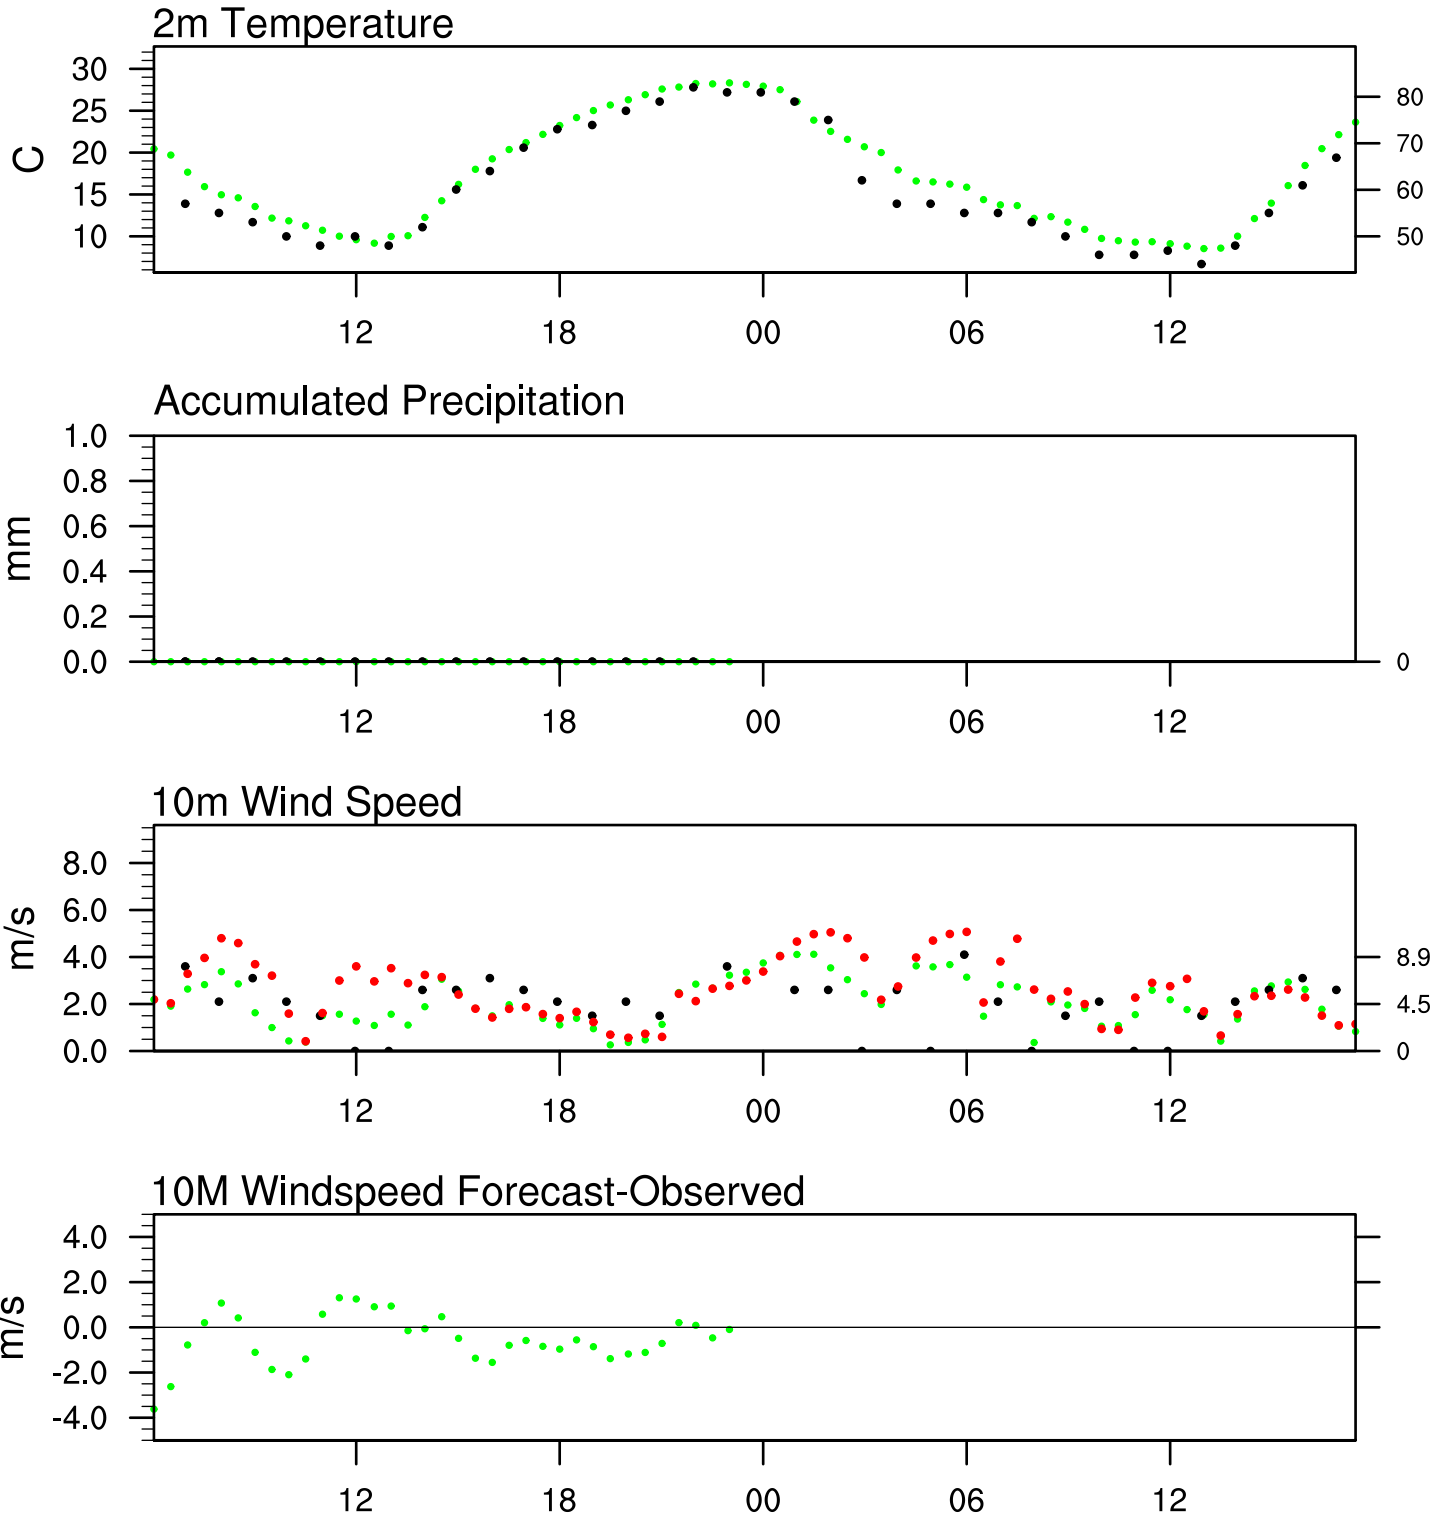 2m Temperature
30
25
20
15
10
C
80
70
60
50
12 18 00 06 12
Accumulated Precipitation
1.0
0.8
0.6
0.4
0.2
0.0
mm
0
12 18 00 06 12
10m Wind Speed
8.0
6.0
4.0
2.0
0.0
m/s
8.9
4.5
0
12 18 00 06 12
10M Windspeed Forecast-Observed
4.0
2.0
0.0
-2.0
-4.0
m/s
12 18 00 06 12